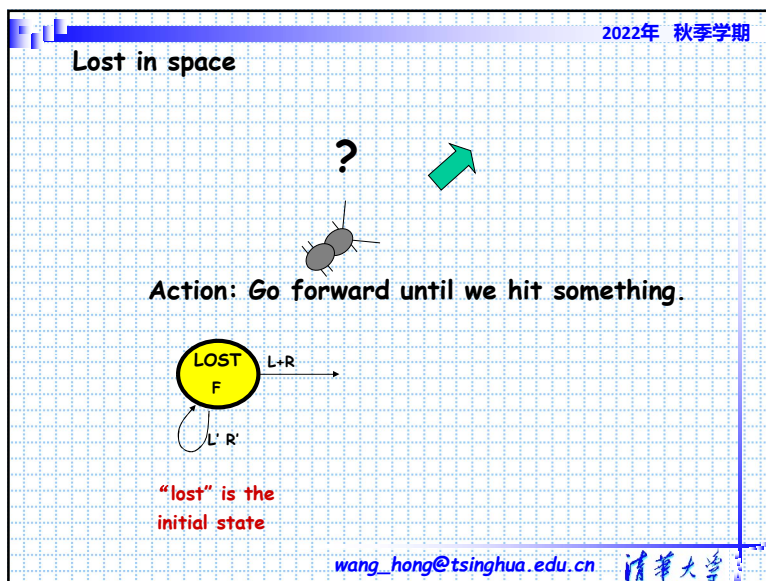 2022年 秋季学期
Lost in space
?
Action: Go forward until we hit something.
LOST
F
L+R
L' R'
“lost” is the
initial state
wang_hong@tsinghua.edu.cn
清华大学